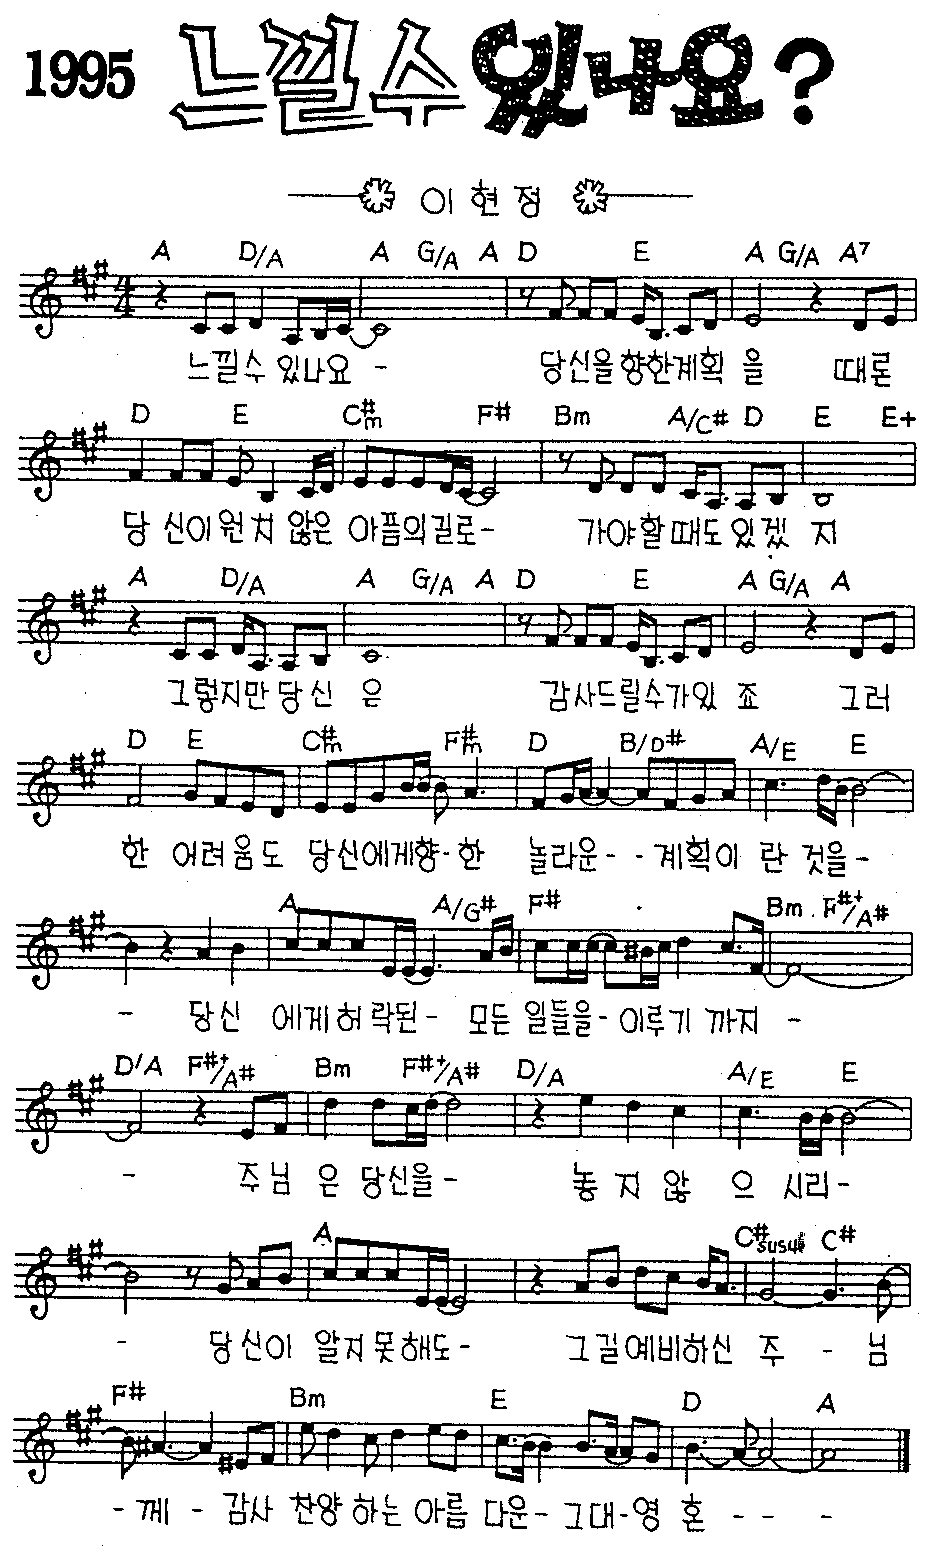 1995 느낄수있나요?
이현정
A D/A A G/A A D E A G/A A7
느낄수 있나요 - 당신을 향한계획 을 때론
D E C#m F# Bm A/C# D E E+
당 신이 원치 않은 아픔의길로- 가야할때도있겠 지
A D/A A G/A A D E A G/A A
그렇지만 당 신 은 감사드릴수가있 죠 그러
D E C#m F#m D B/D# A/E E
한 어려움도 당신에게향-한 놀라운- -계획이 란 것을-
A A/G# F# Bm F#+/A#
- 당신 에게허락된- 모든 일들을-이루기 까지 -
D/A F#+/A# Bm F#+/A# D/A A/E E
- 주님 은 당신을- 놓 지 않 으 시리-
A C#sus4 C#
- 당신이 알지못해도- 그길예비하신 주 - 님
F# Bm E D A
-께 - 감사 찬양 하는 아름 다운-그대-영 혼 - - -